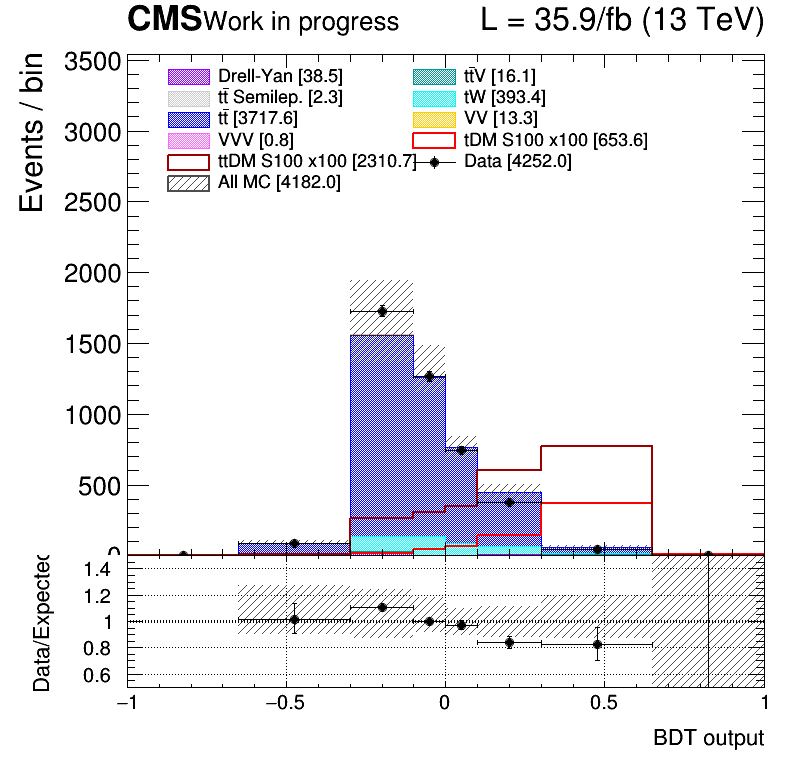 CMS Work in progress L = 35.9/fb (13 TeV)
Events / bin
3500
3000
2500
2000
1500
1000
500
0
Drell-Yan [38.5] tt̄V [16.1]
tt̄ Semilep. [2.3] tW [393.4]
tt̄ [3717.6] VV [13.3]
VVV [0.8] tDM S100 x100 [653.6]
ttDM S100 x100 [2310.7] Data [4252.0]
All MC [4182.0]
Data/Expected
1.4
1.2
1
0.8
0.6
−1 −0.5 0 0.5 1
BDT output